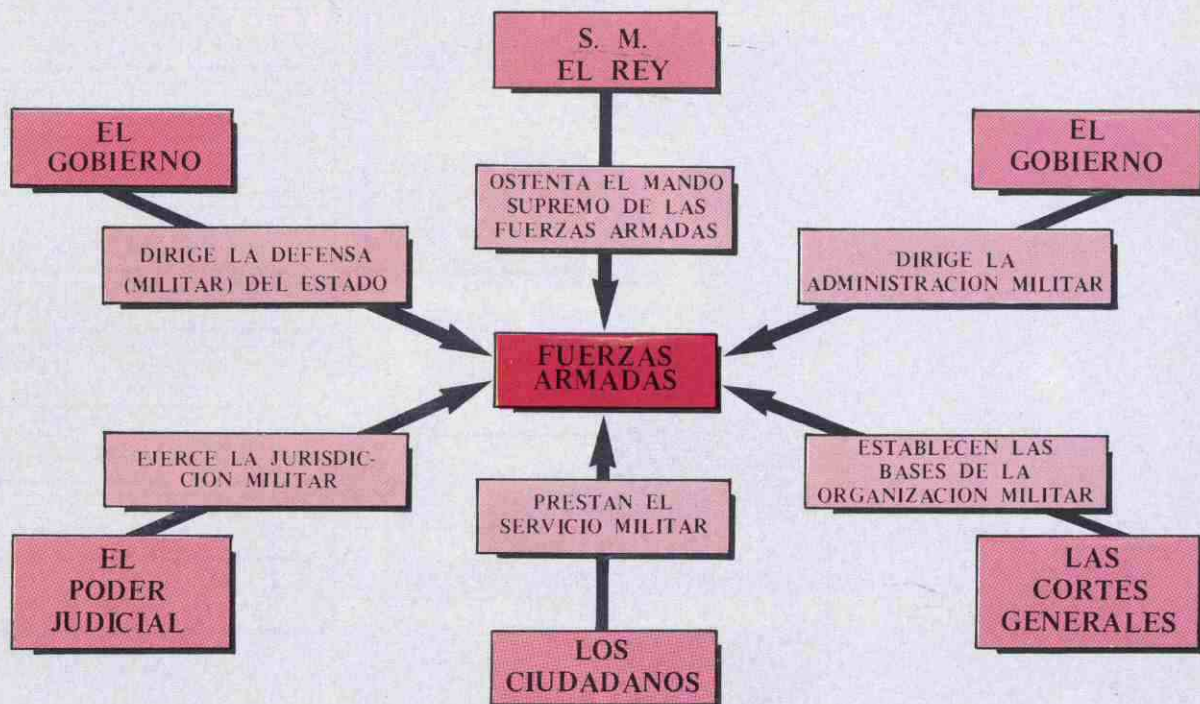 S. M.
EL REY
EL
GOBIERNO
EL
GOBIERNO
OSTENTA EL MANDO
SUPREMO DE LAS
FUERZAS ARMADAS
DIRIGE LA DEFENSA
(MILITAR) DEL ESTADO
DIRIGE LA
ADMINISTRACION MILITAR
FUERZAS
ARMADAS
EJERCE LA JURISDIC-
CION MILITAR
PRESTAN EL
SERVICIO MILITAR
ESTABLECEN LAS
BASES DE LA
ORGANIZACION MILITAR
EL
PODER
JUDICIAL
LOS
CIUDADANOS
LAS
CORTES
GENERALES